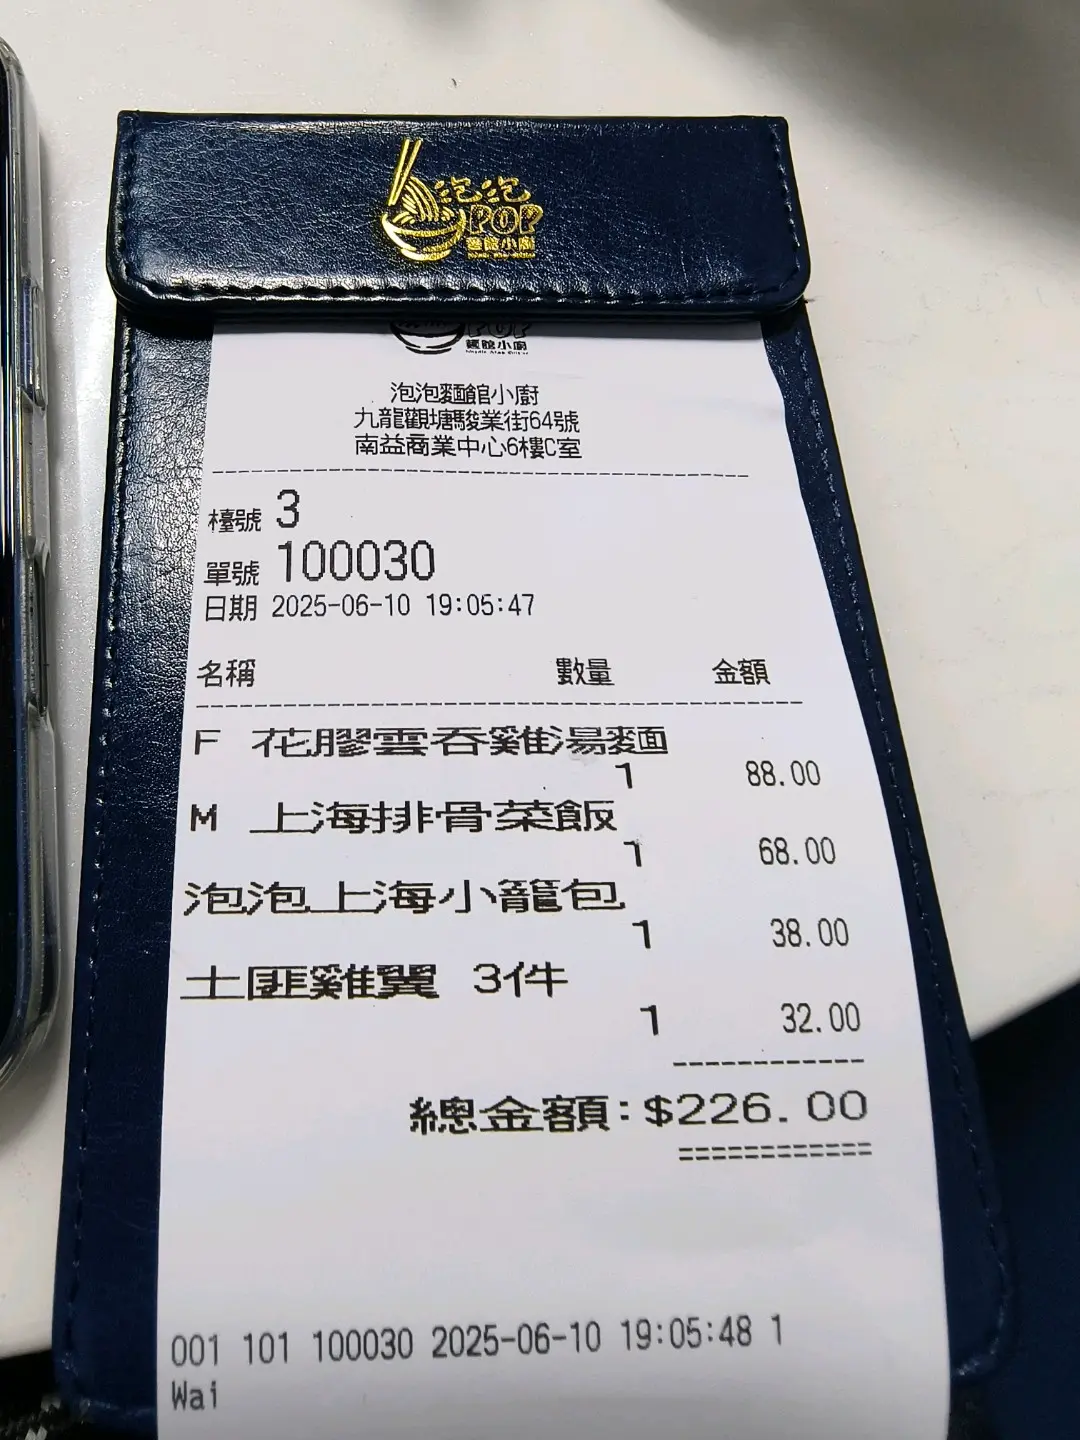 泡泡
POP
麵館小廚
POP
麵館小廚
泡泡麵館小廚
九龍觀塘駿業街64號
南益商業中心6樓C室
檯號 3
單號 100030
日期 2025-06-10 19:05:47
名稱 數量 金額
F 花膠雲吞雞湯麵
1 88.00
M 上海排骨菜飯
1 68.00
泡泡上海小籠包
1 38.00
土匪雞翼 3件
1 32.00
總金額:$226.00
001 101 100030 2025-06-10 19:05:48 1
Wai